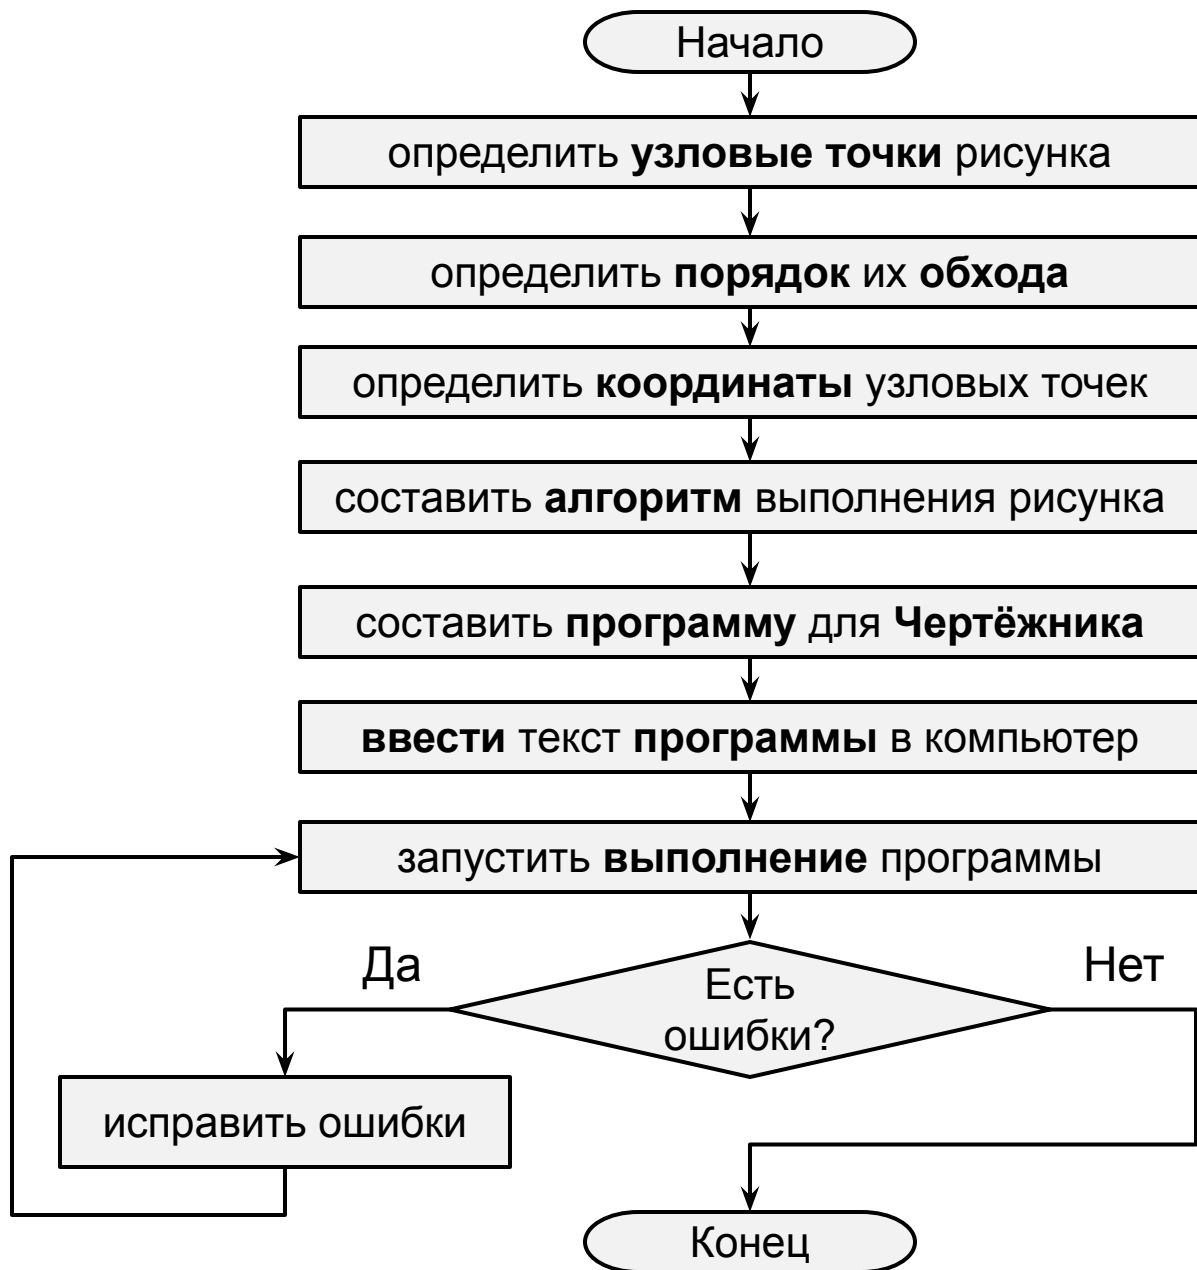 Начало
определить узловые точки рисунка
определить порядок их обхода
определить координаты узловых точек
составить алгоритм выполнения рисунка
составить программу для Чертёжника
ввести текст программы в компьютер
запустить выполнение программы
Да
Нет
Есть
ошибки?
исправить ошибки
Конец